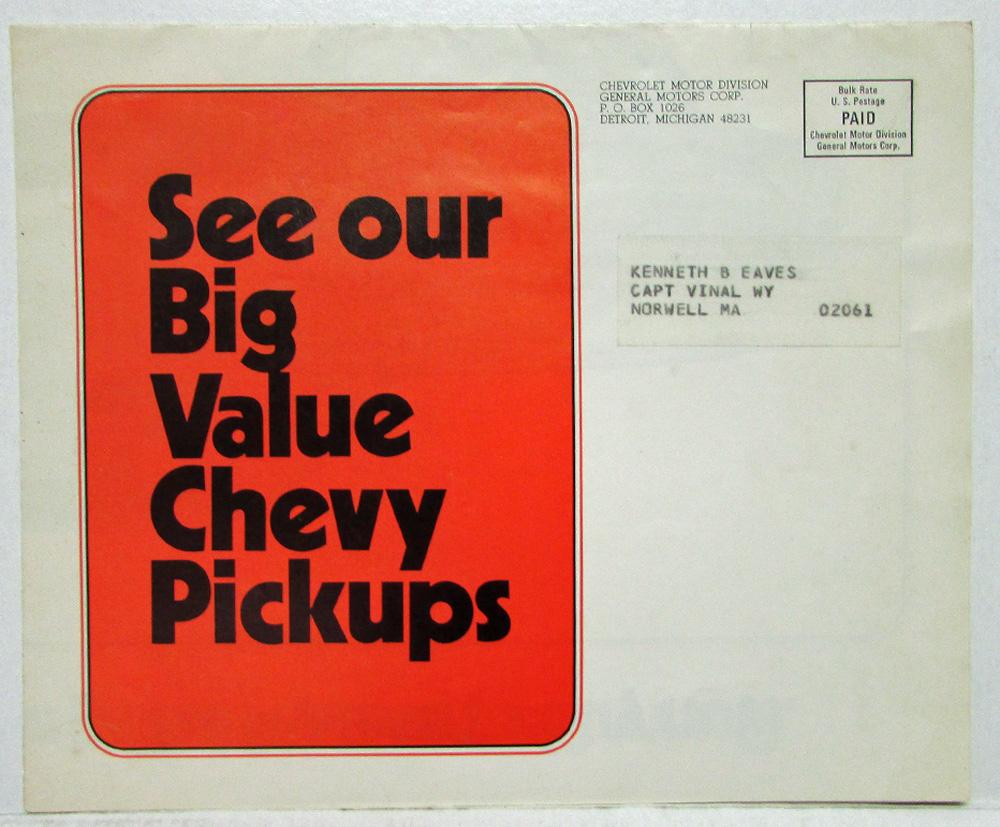 See our
Big
Value
Chevy
Pickups
CHEVROLET MOTOR DIVISION
GENERAL MOTORS CORP.
P. O. BOX 1026
DETROIT, MICHIGAN 48231
Bulk Rate
U. S. Postage
PAID
Chevrolet Motor Division
General Motors Corp.
KENNETH B EAVES
CAPT VINAL WY
NORWELL MA 02061